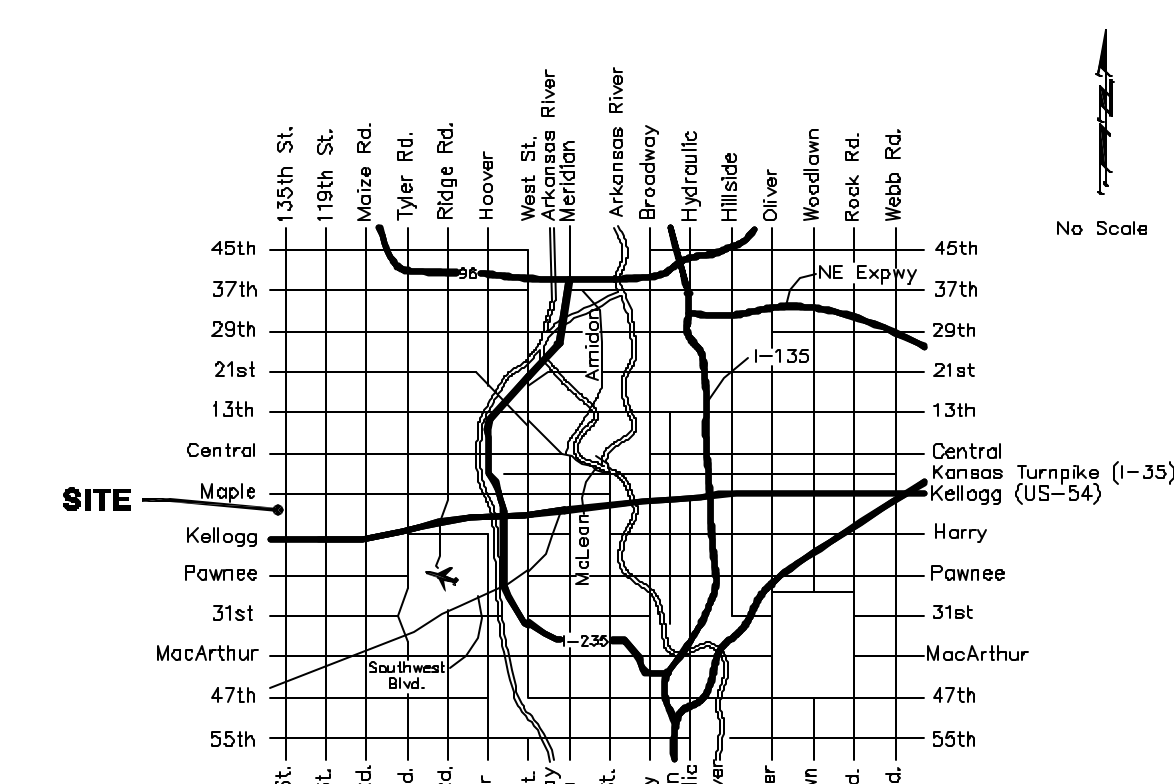 135th St.
119th St.
Maize Rd.
Tyler Rd.
Ridge Rd.
Hoover
West St.
Arkansas River
Meridian
Arkansas River
Broadway
Hydraulic
Hillside
Oliver
Woodlawn
Rock Rd.
Webb Rd.
No Scale
45th
45th
96
NE Expwy
37th
37th
29th
29th
Amidon
I-135
21st
21st
13th
13th
Central
Central
Kansas Turnpike (I-35)
SITE
Maple
Kellogg (US-54)
Kellogg
Harry
McLean
Pawnee
Pawnee
31st
31st
I-235
MacArthur
MacArthur
Southwest
Blvd.
47th
47th
55th
55th